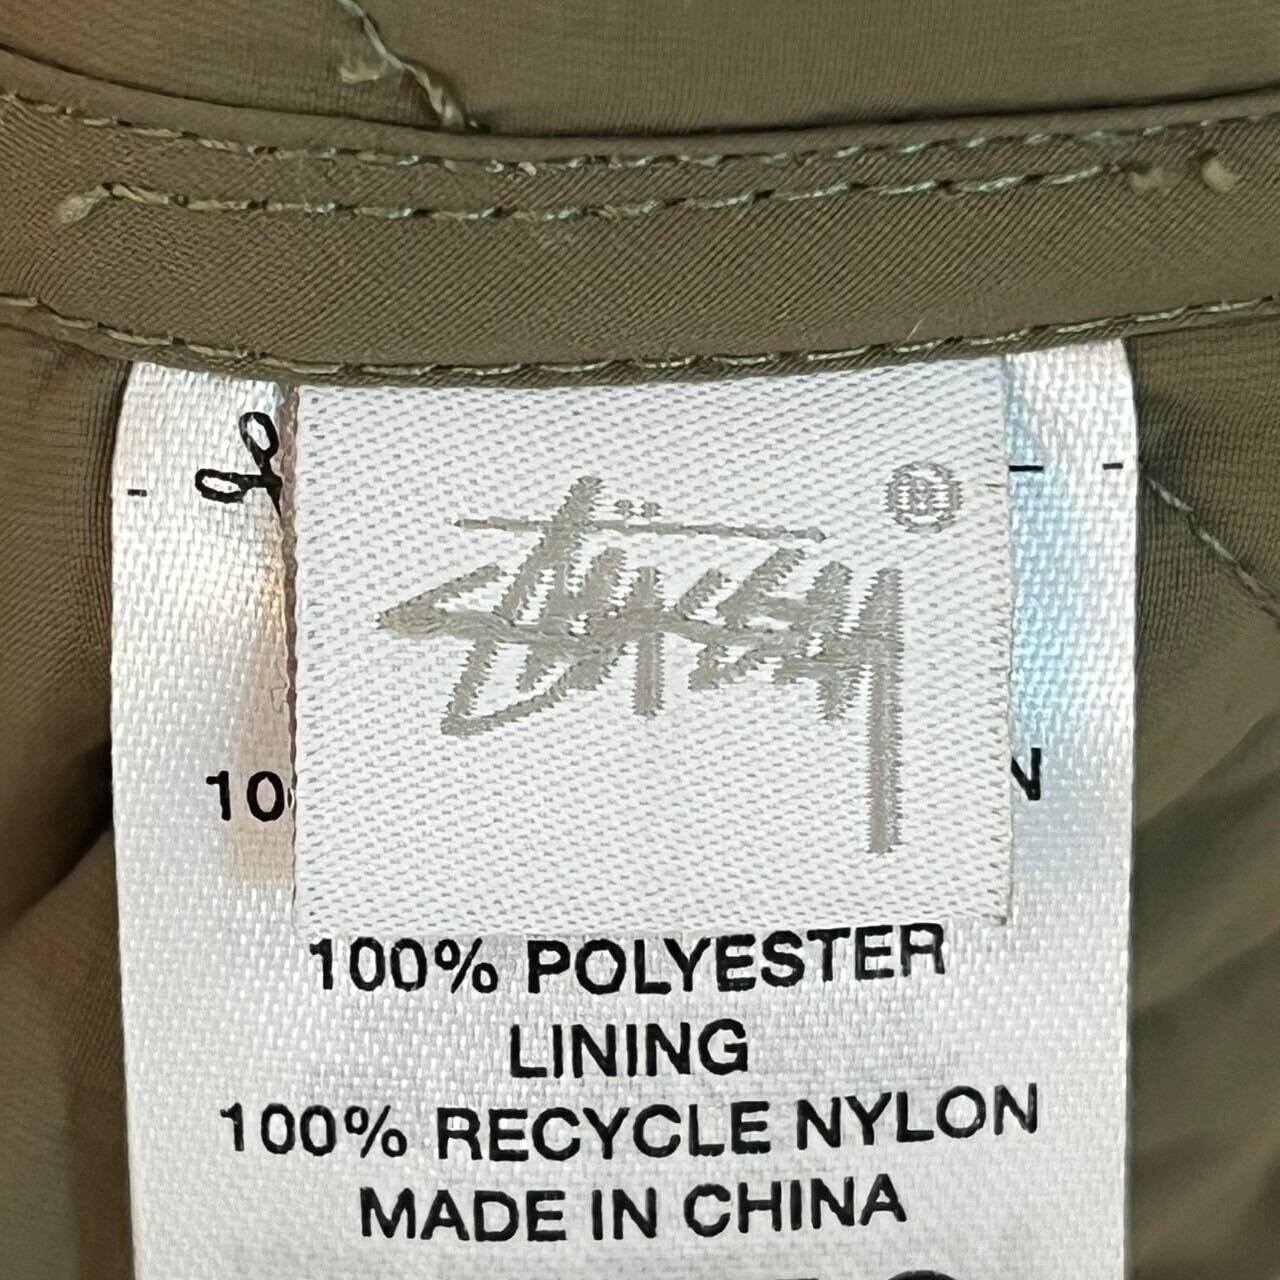 Stüssy ®
100% POLYESTER
LINING
100% RECYCLE NYLON
MADE IN CHINA